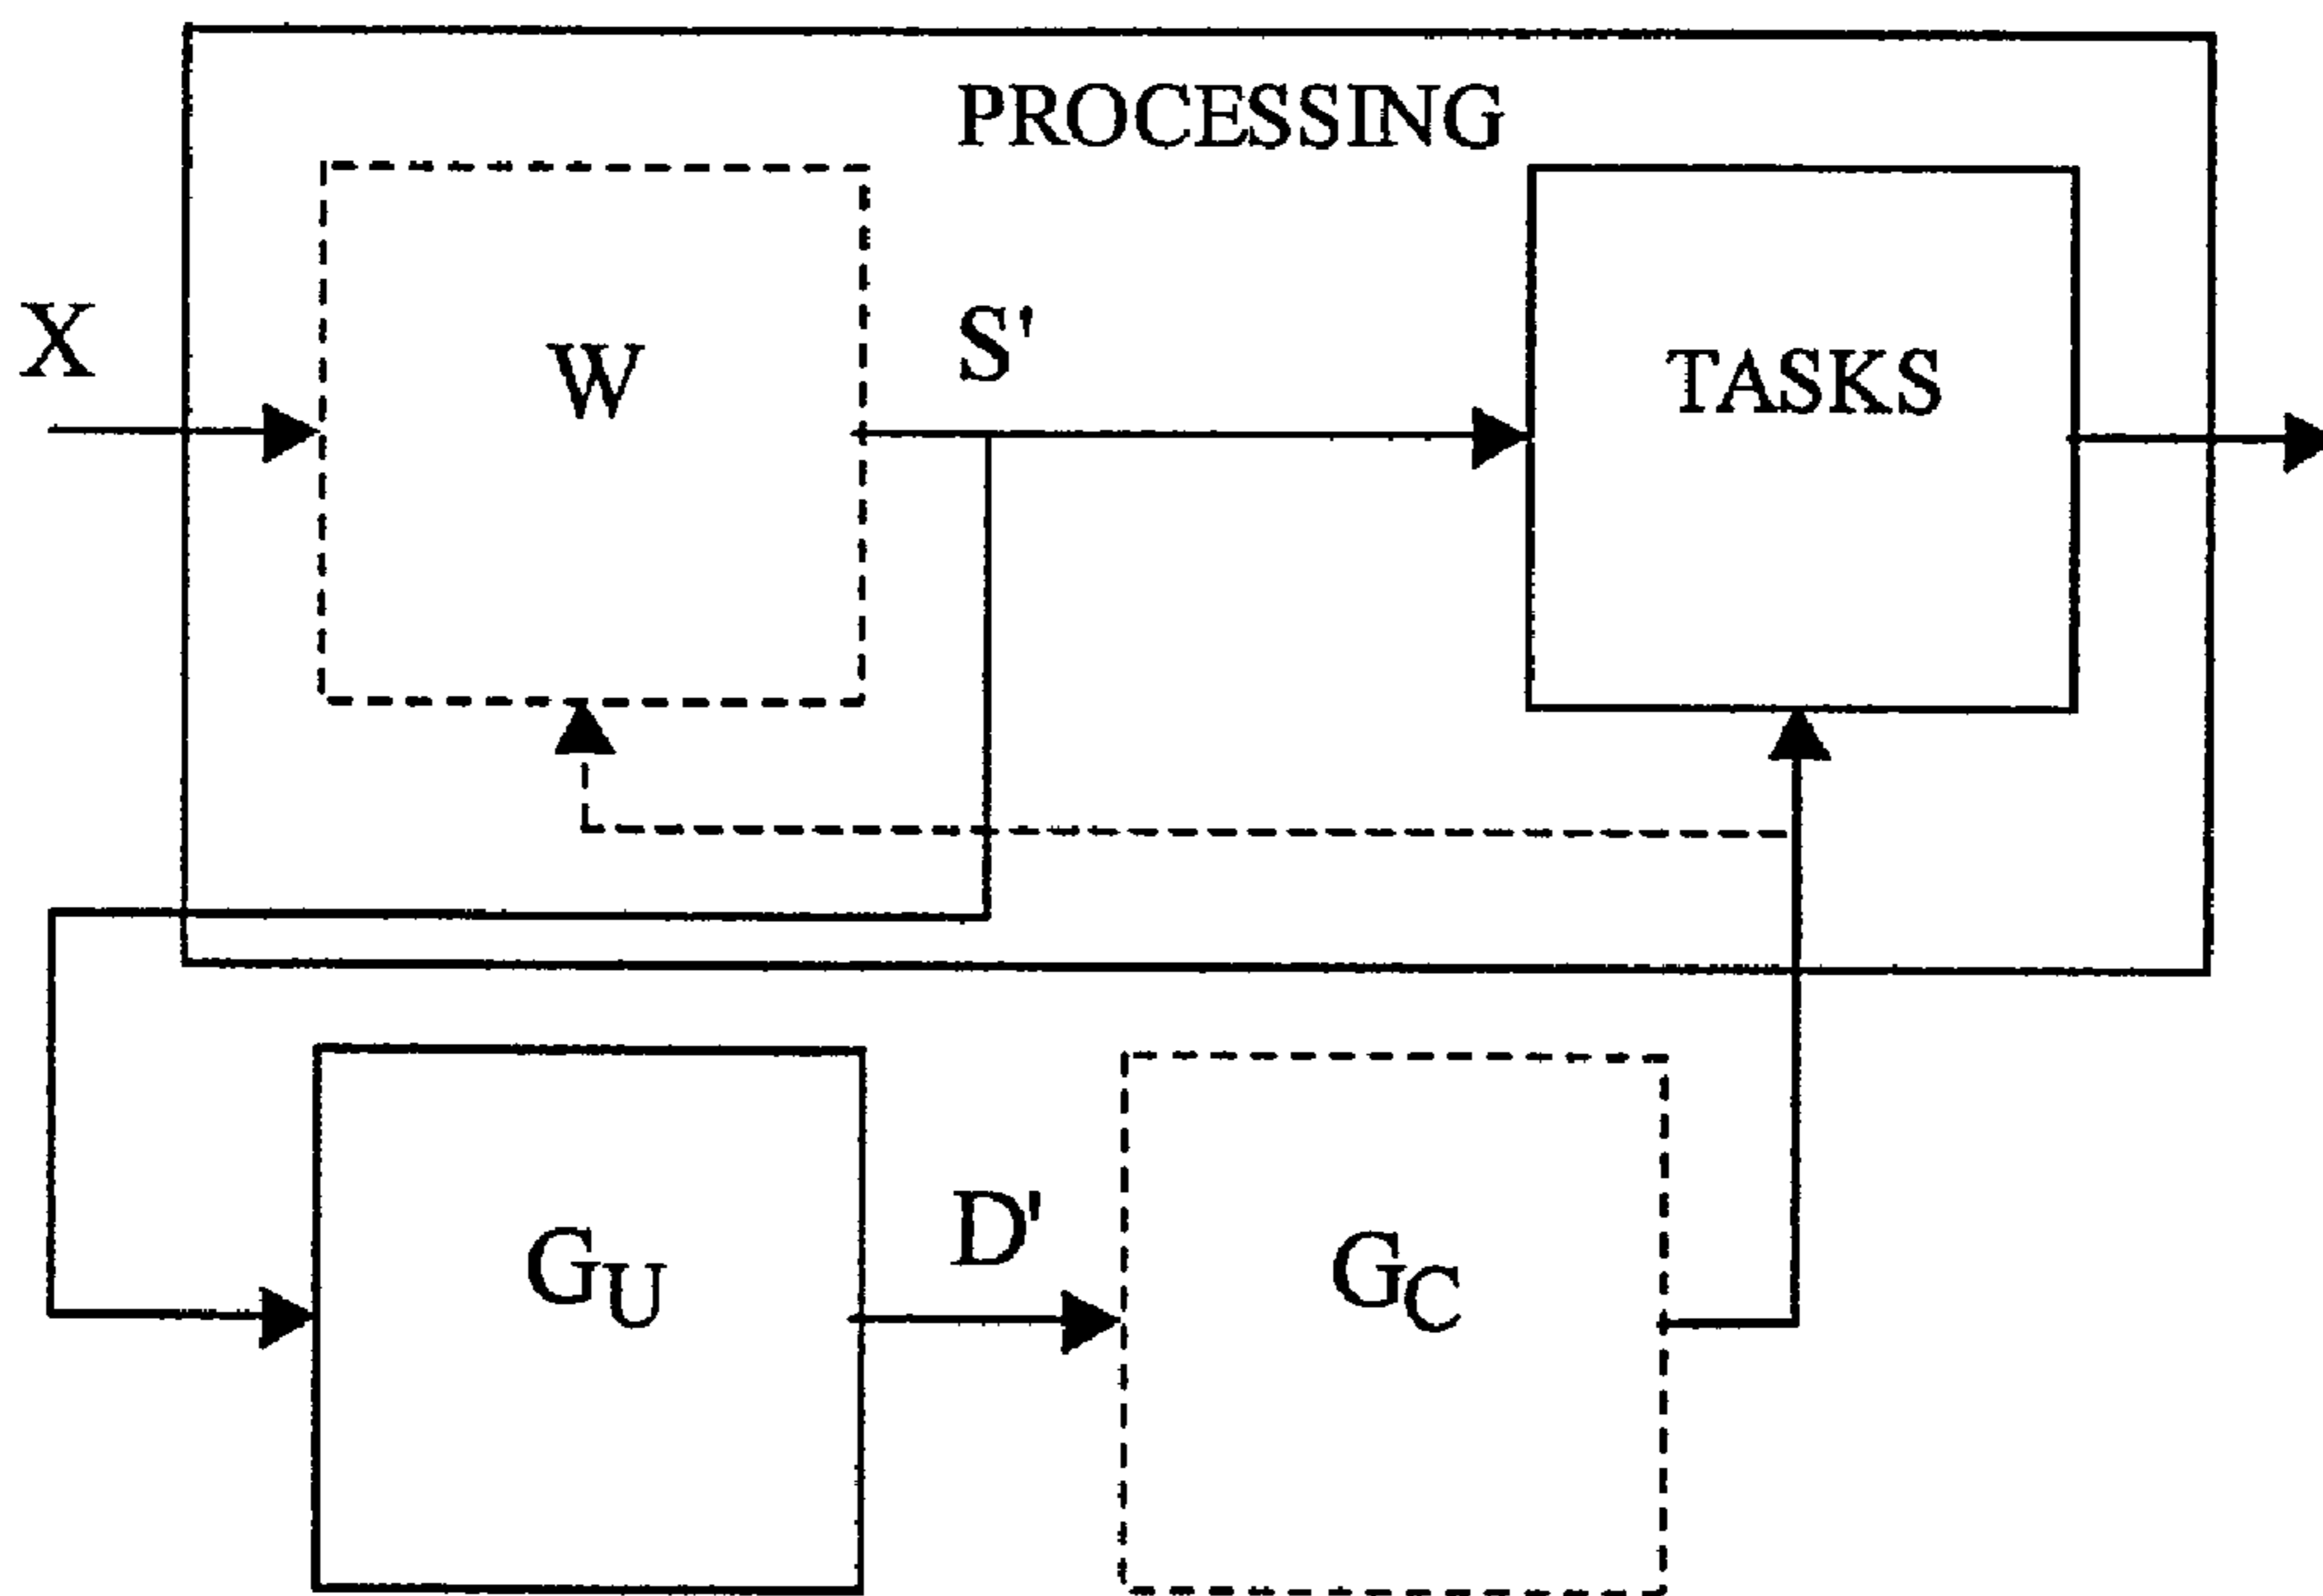 PROCESSING
X
W
S'
TASKS
GU
D'
GC